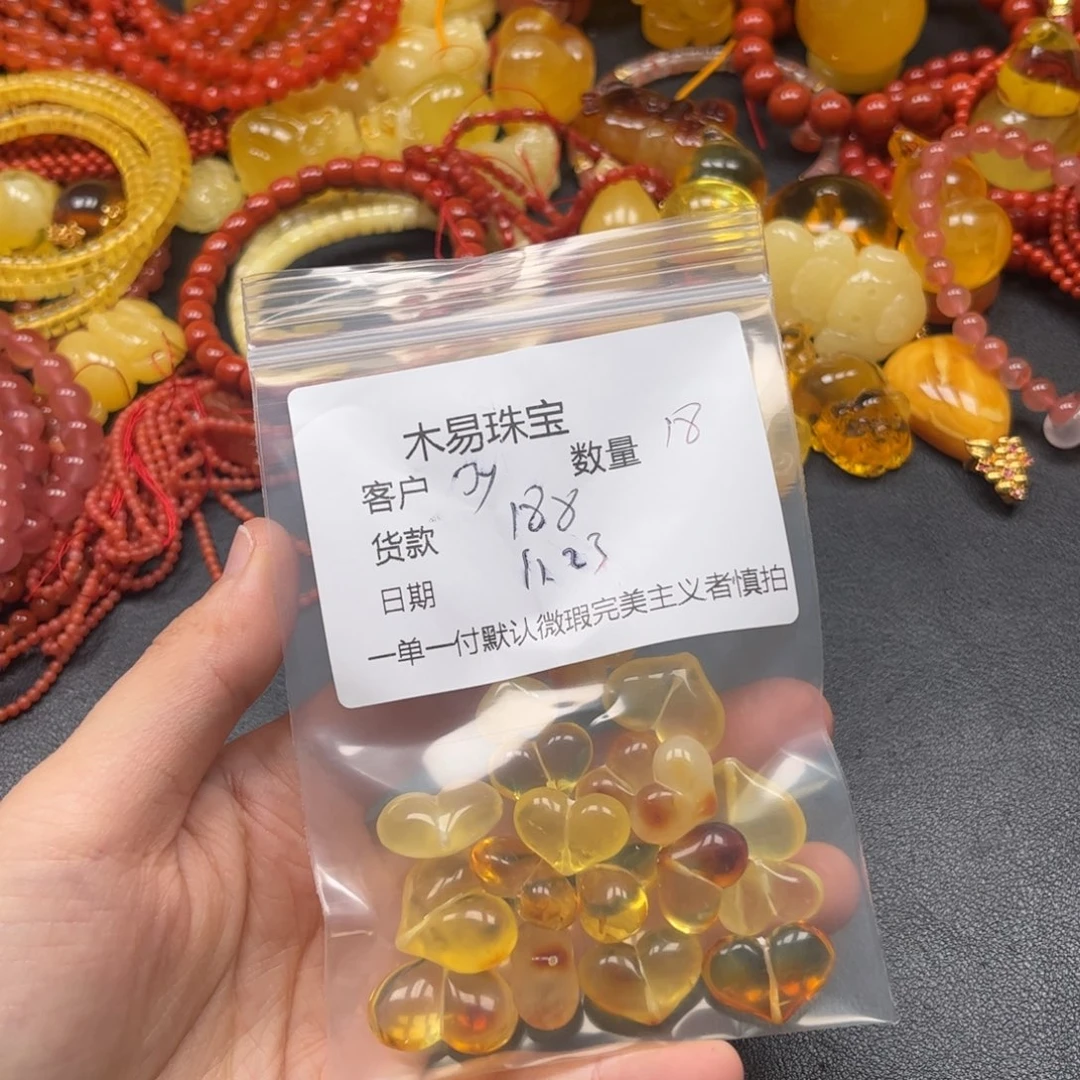 木易珠宝
客户 数量 18
货款 188
日期 11.23
一单一付默认微瑕完美主义者慎拍